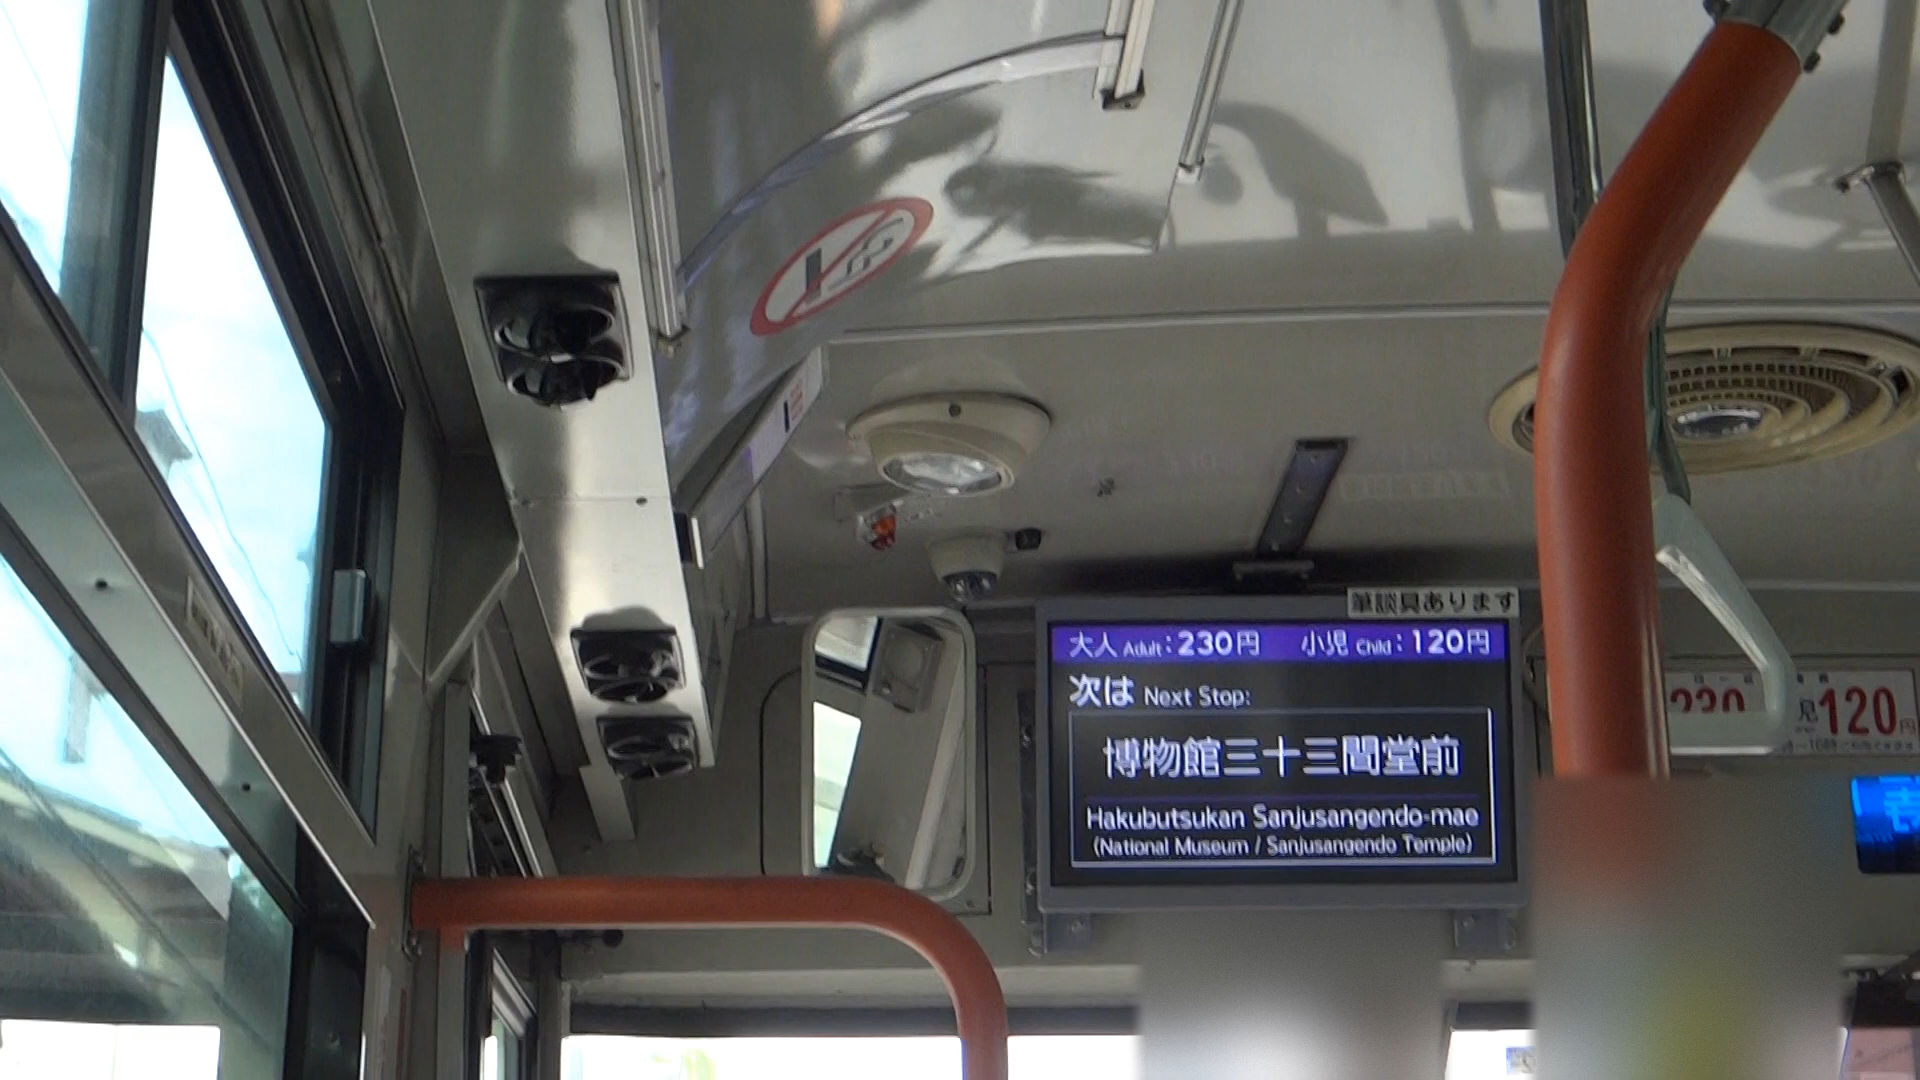 筆談具あります
大人 Adult:230円 小児 Child:120円
次は Next Stop:
博物館三十三間堂前
Hakubutsukan Sanjusangendo-mae
(National Museum / Sanjusangendo Temple)
230 児120円